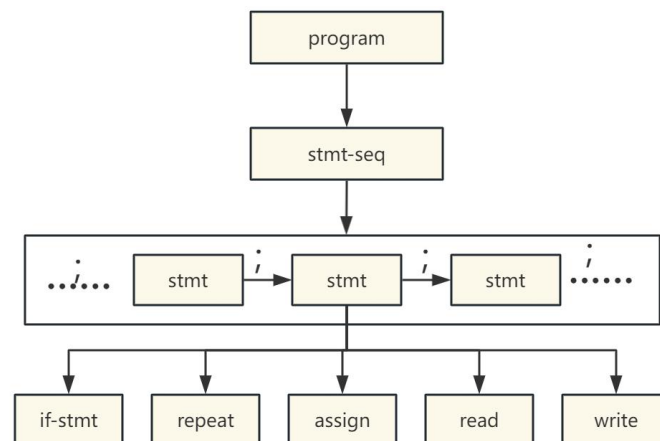 program
stmt-seq
...;... stmt ; stmt ; stmt ...;...
if-stmt repeat assign read write